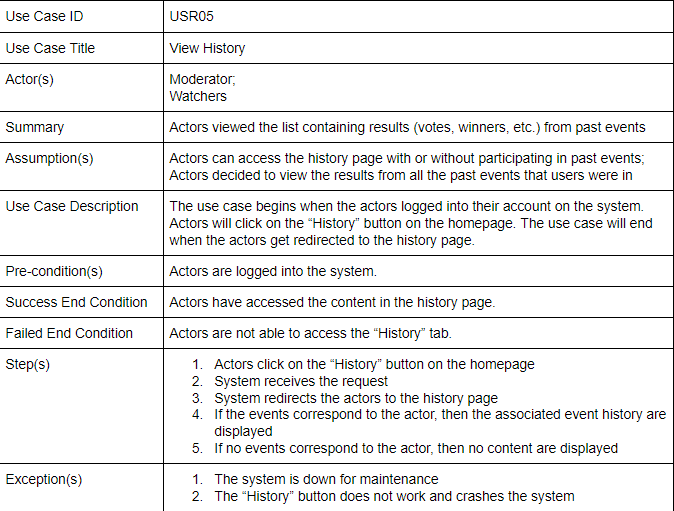 Use Case ID USR05
Use Case Title View History
Actor(s) Moderator;
Watchers
Summary Actors viewed the list containing results (votes, winners, etc.) from past events
Assumption(s) Actors can access the history page with or without participating in past events;
Actors decided to view the results from all the past events that users were in
Use Case Description The use case begins when the actors logged into their account on the system.
Actors will click on the “History” button on the homepage. The use case will end
when the actors get redirected to the history page.
Pre-condition(s) Actors are logged into the system.
Success End Condition Actors have accessed the content in the history page.
Failed End Condition Actors are not able to access the “History” tab.
Step(s) 1. Actors click on the “History” button on the homepage
2. System receives the request
3. System redirects the actors to the history page
4. If the events correspond to the actor, then the associated event history are
displayed
5. If no events correspond to the actor, then no content are displayed
Exception(s) 1. The system is down for maintenance
2. The “History” button does not work and crashes the system